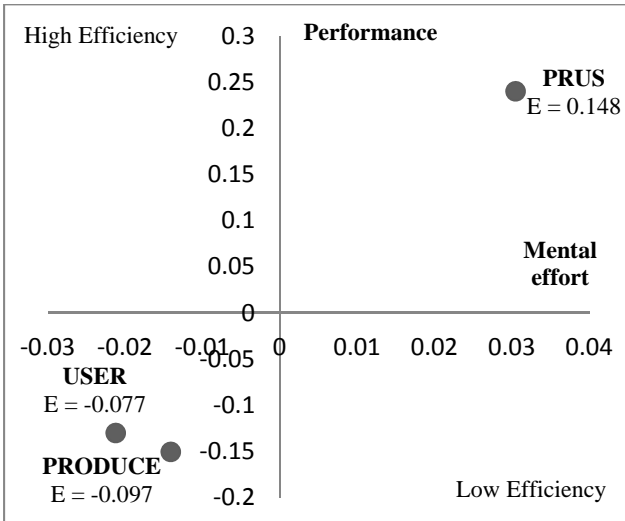 High Efficiency
0.3
Performance
0.25
PRUS
E = 0.148
0.2
0.15
0.1
0.05
Mental
effort
0
-0.03 -0.02 -0.01 0 0.01 0.02 0.03 0.04
-0.05
USER
E = -0.077
-0.1
-0.15
PRODUCE
E = -0.097
-0.2
Low Efficiency